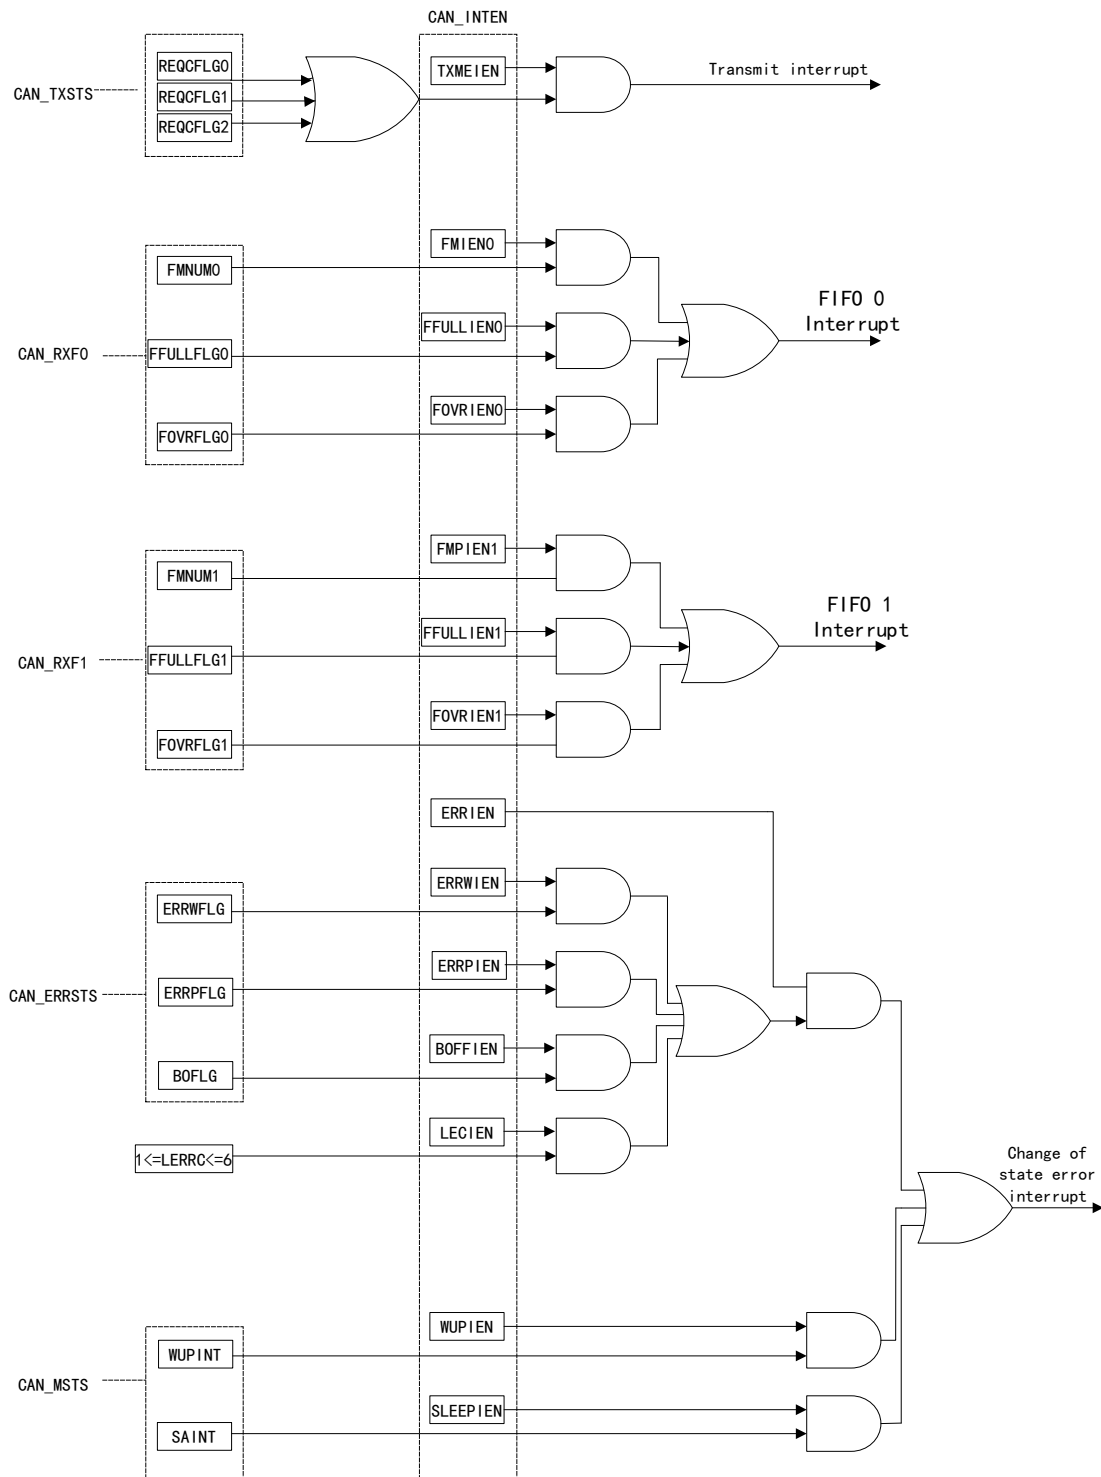 CAN_INTEN
REQCFLG0
TXMEIEN
Transmit interrupt
CAN_TXSTS
REQCFLG1
REQCFLG2
FMIEN0
FMNUM0
FIFO 0
Interrupt
FFULLIEN0
CAN_RXF0
FFULLFLG0
FOVRIEN0
FOVRFLG0
FMPIEN1
FMNUM1
FIFO 1
Interrupt
FFULLIEN1
CAN_RXF1
FFULLFLG1
FOVRIEN1
FOVRFLG1
ERRIEN
ERRWIEN
ERRWFLG
ERRPIEN
CAN_ERRSTS
ERRPFLG
BOFFIEN
BOFLG
LECIEN
1<=LERRC<=6
Change of
state error
interrupt
WUPIEN
WUPINT
CAN_MSTS
SLEEPIEN
SAINT